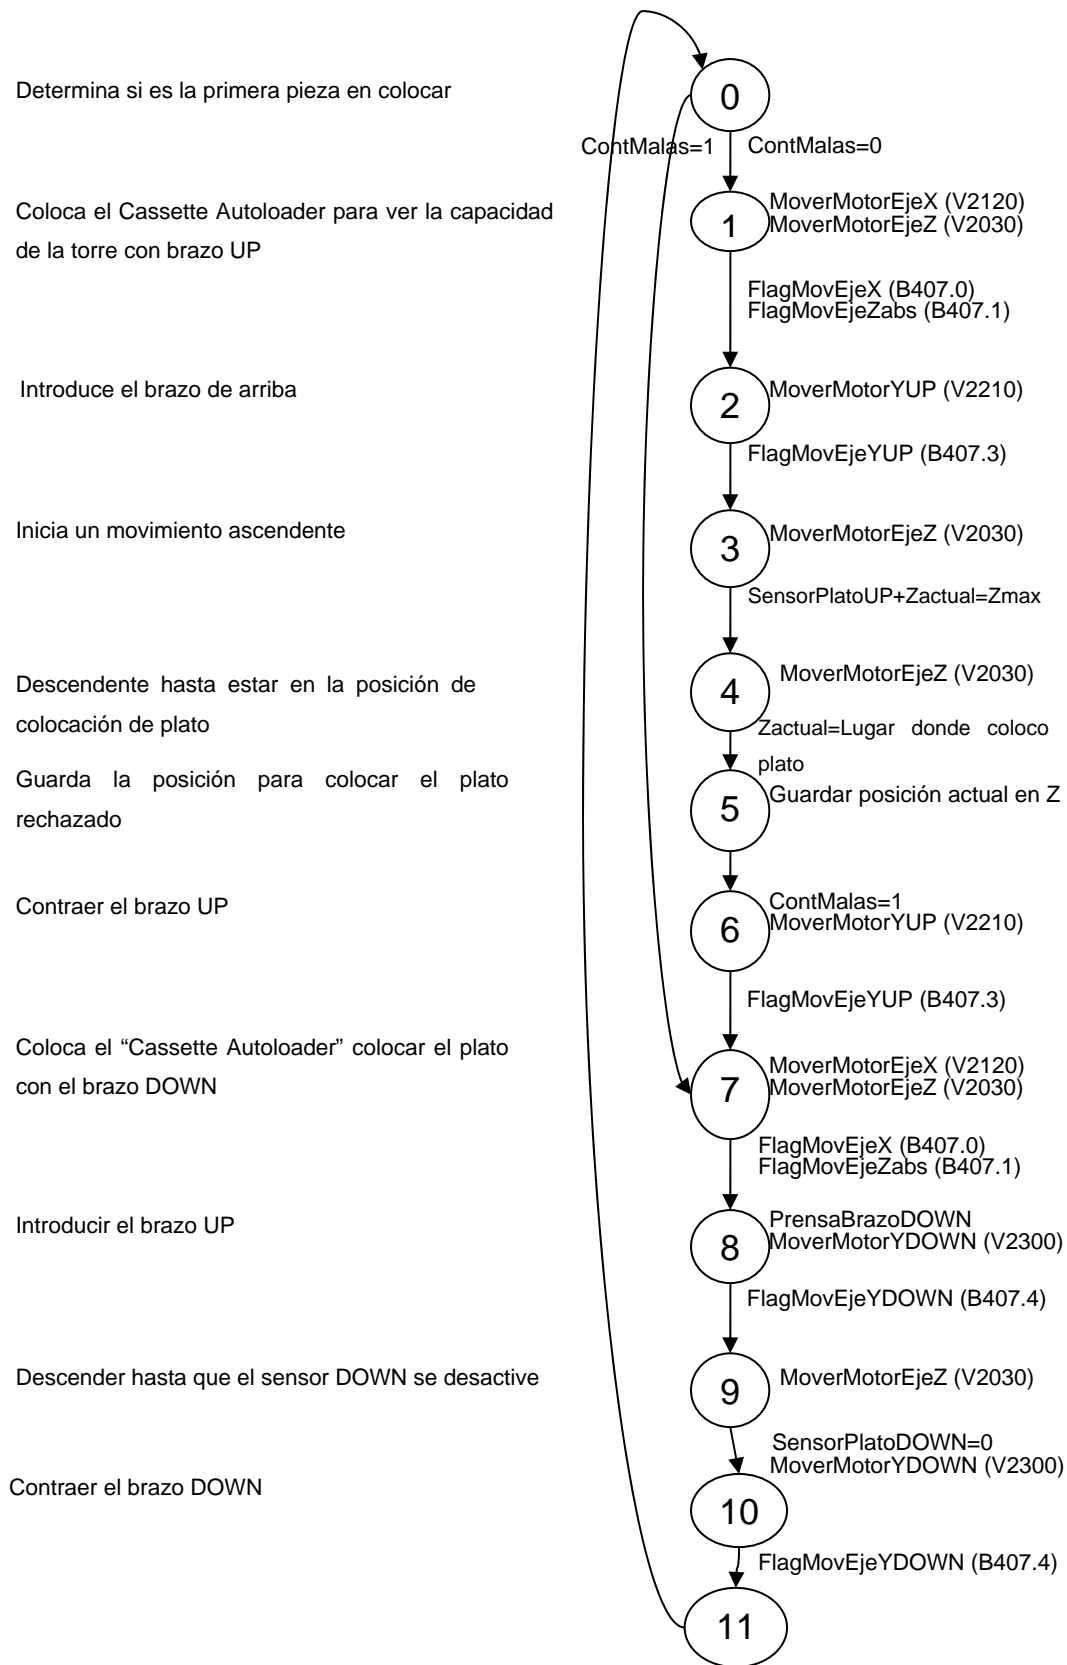 Determina si es la primera pieza en colocar
0
ContMalas=1
ContMalas=0
Coloca el Cassette Autoloader para ver la capacidad
de la torre con brazo UP
1
MoverMotorEjeX (V2120)
MoverMotorEjeZ (V2030)
FlagMovEjeX (B407.0)
FlagMovEjeZabs (B407.1)
Introduce el brazo de arriba
2
MoverMotorYUP (V2210)
FlagMovEjeYUP (B407.3)
Inicia un movimiento ascendente
3
MoverMotorEjeZ (V2030)
SensorPlatoUP+Zactual=Zmax
Descendente hasta estar en la posición de
colocación de plato
4
MoverMotorEjeZ (V2030)
Zactual=Lugar donde coloco
plato
Guarda la posición para colocar el plato
rechazado
5
Guardar posición actual en Z
Contraer el brazo UP
6
ContMalas=1
MoverMotorYUP (V2210)
FlagMovEjeYUP (B407.3)
Coloca el “Cassette Autoloader” colocar el plato
con el brazo DOWN
7
MoverMotorEjeX (V2120)
MoverMotorEjeZ (V2030)
FlagMovEjeX (B407.0)
FlagMovEjeZabs (B407.1)
Introducir el brazo UP
8
PrensaBrazoDOWN
MoverMotorYDOWN (V2300)
FlagMovEjeYDOWN (B407.4)
Descender hasta que el sensor DOWN se desactive
9
MoverMotorEjeZ (V2030)
SensorPlatoDOWN=0
MoverMotorYDOWN (V2300)
Contraer el brazo DOWN
10
FlagMovEjeYDOWN (B407.4)
11